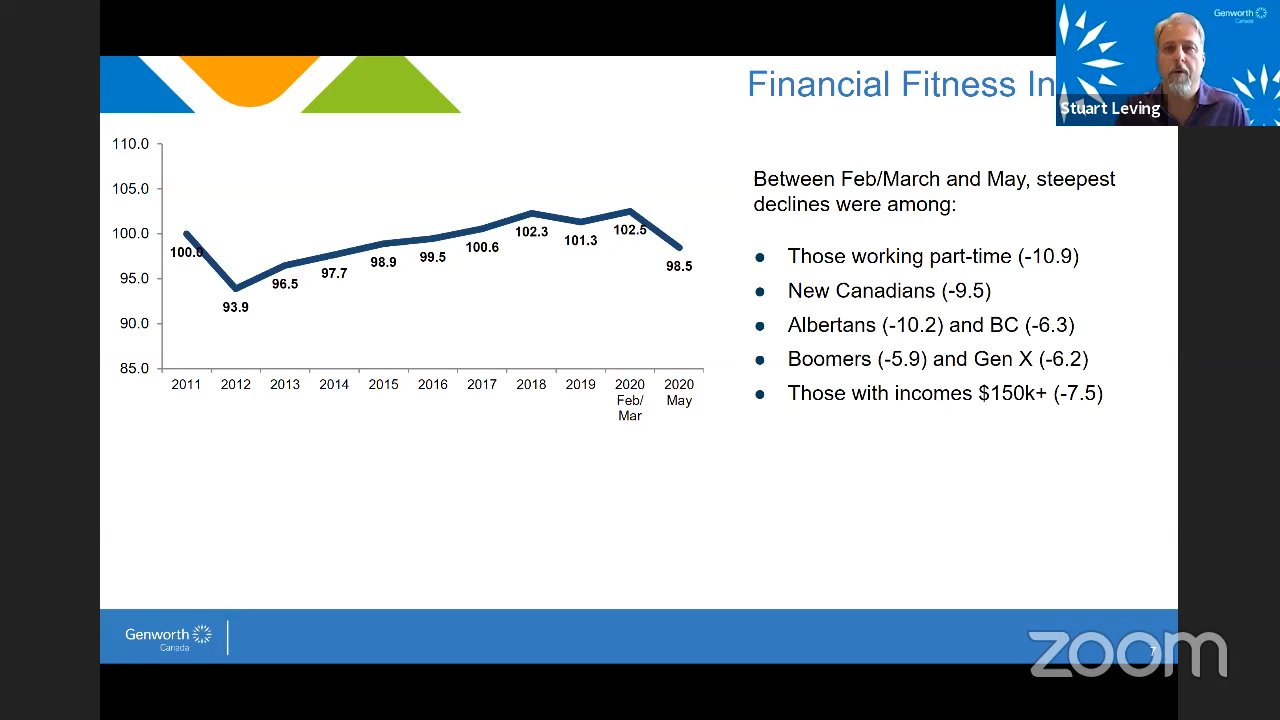 Genworth
Canada
Stuart Leving
Financial Fitness In
110.0
105.0
100.0
95.0
90.0
85.0
100.0
93.9
96.5
97.7
98.9
99.5
100.6
102.3
101.3
102.5
98.5
2011 2012 2013 2014 2015 2016 2017 2018 2019 2020 2020
Feb/ May
Mar
Between Feb/March and May, steepest
declines were among:
● Those working part-time (-10.9)
● New Canadians (-9.5)
● Albertans (-10.2) and BC (-6.3)
● Boomers (-5.9) and Gen X (-6.2)
● Those with incomes $150k+ (-7.5)
Genworth
Canada
7
zoom